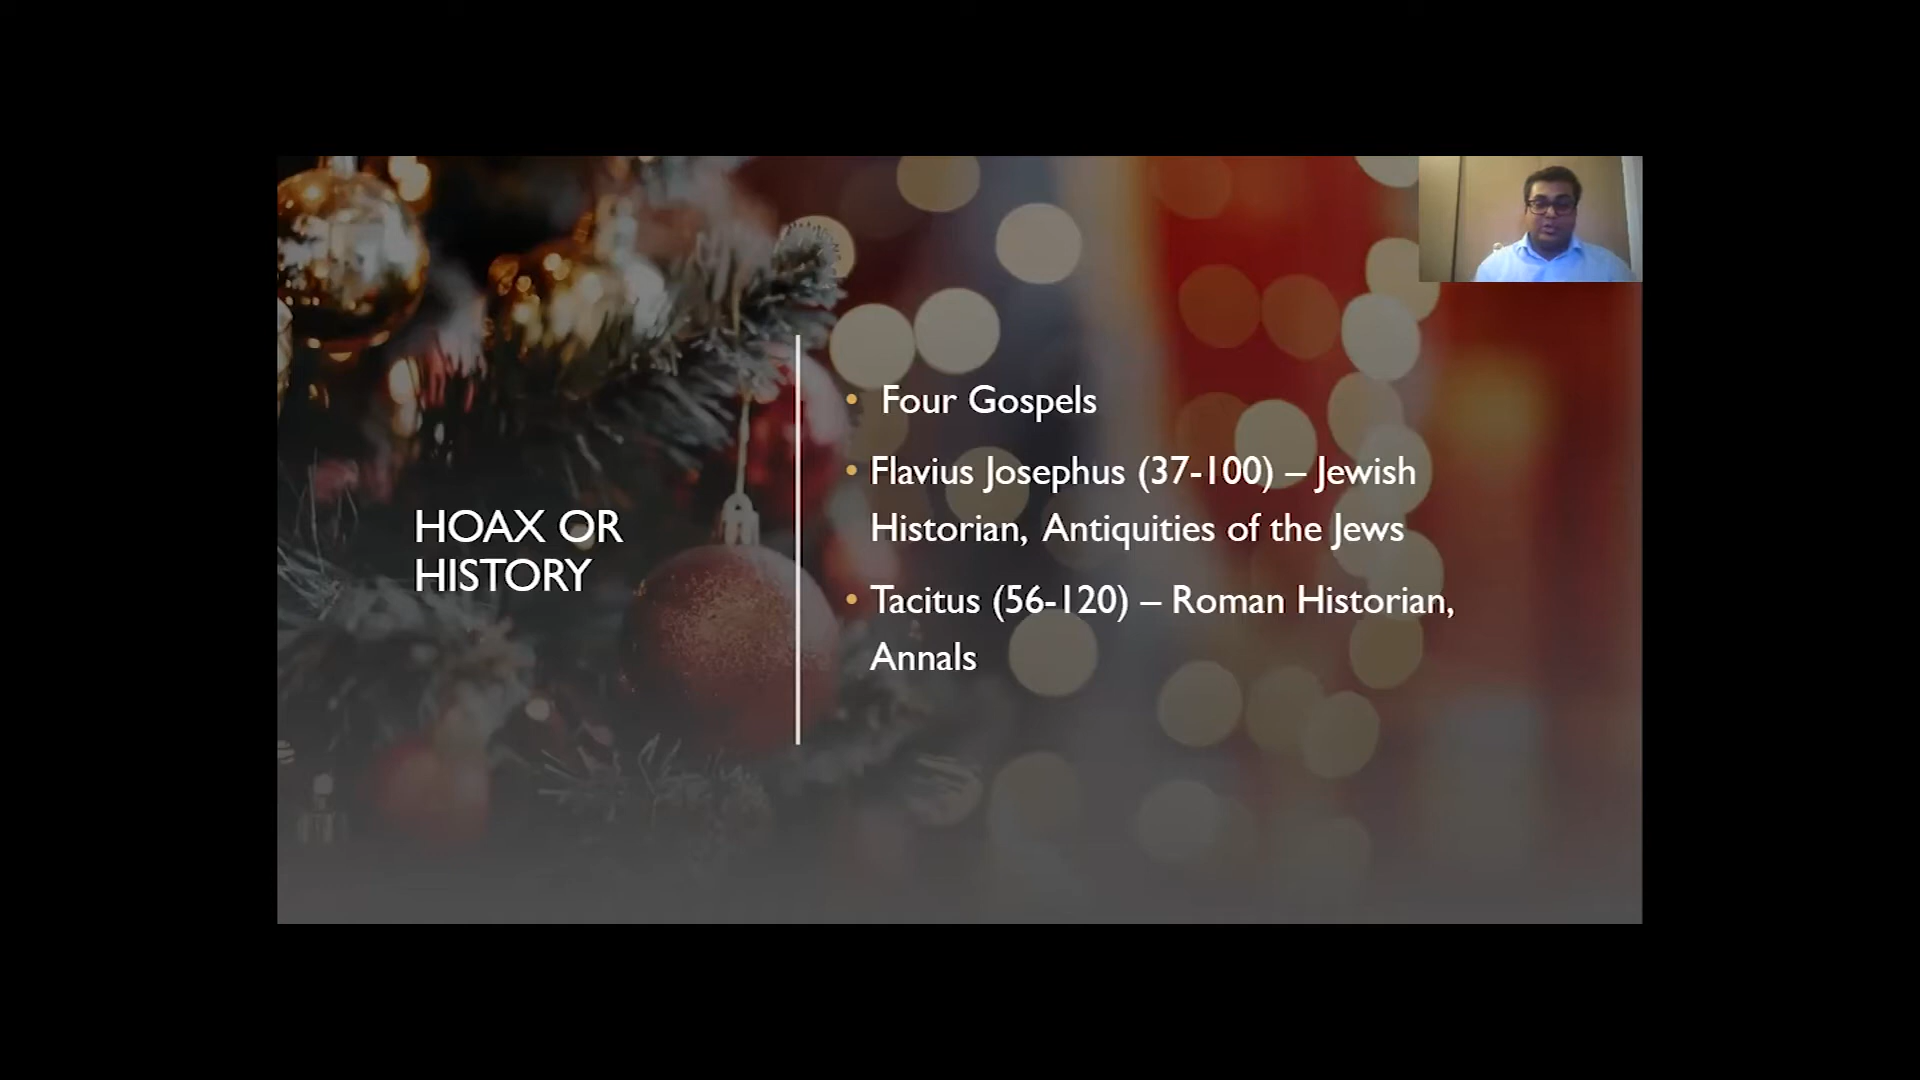 HOAX OR
HISTORY
• Four Gospels
• Flavius Josephus (37-100) – Jewish
Historian, Antiquities of the Jews
• Tacitus (56-120) – Roman Historian,
Annals